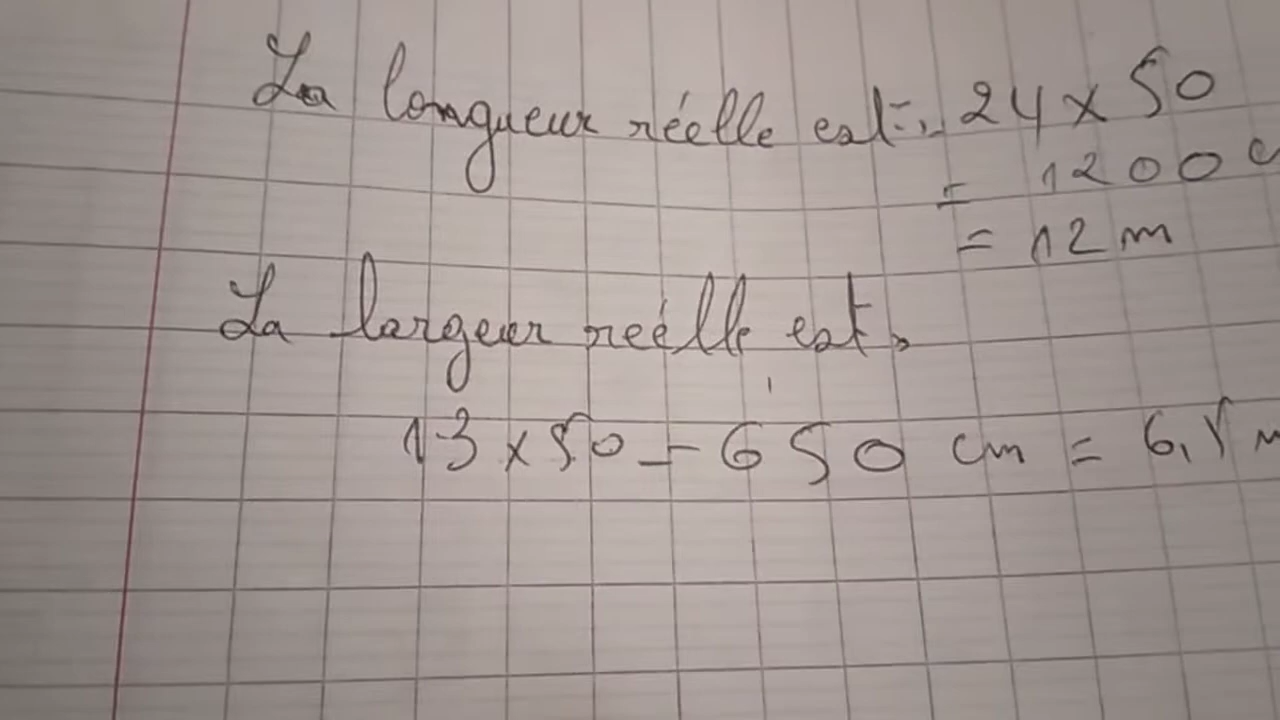 La longueur réelle est : 24 x 50
= 1200 c
= 12 m
La largeur réelle est :
13 x 50 = 650 cm = 6,5 m